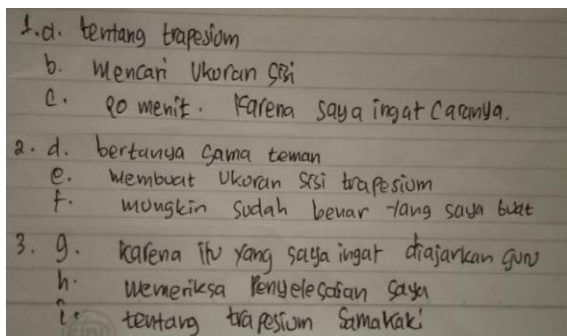 1. a. tentang trapesium
b. mencari ukuran sisi
c. 20 menit. Karena saya ingat caranya.
2. d. bertanya sama teman
e. membuat ukuran sisi trapesium
f. mungkin sudah benar yang saya buat
3. g. karena itu yang saya ingat diajarkan guru
h. memeriksa penyelesaian saya
i. tentang trapesium samakaki